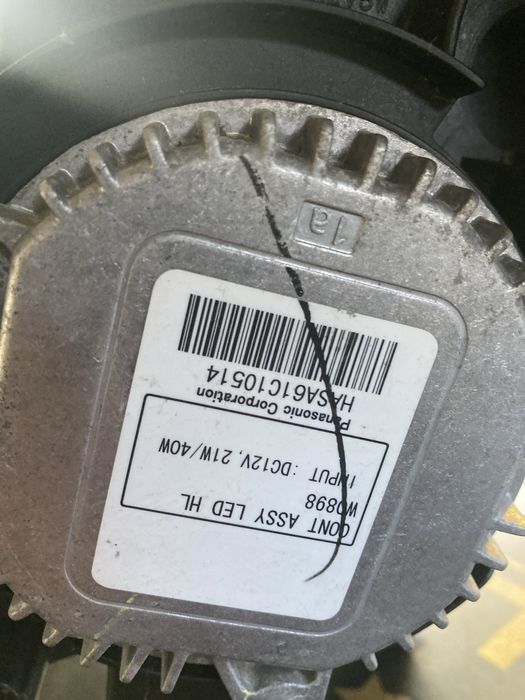 CONT ASSY LED HL
W0898
INPUT : DC12V, 21W/40W
Panasonic Corporation
HASA61C10514
1a